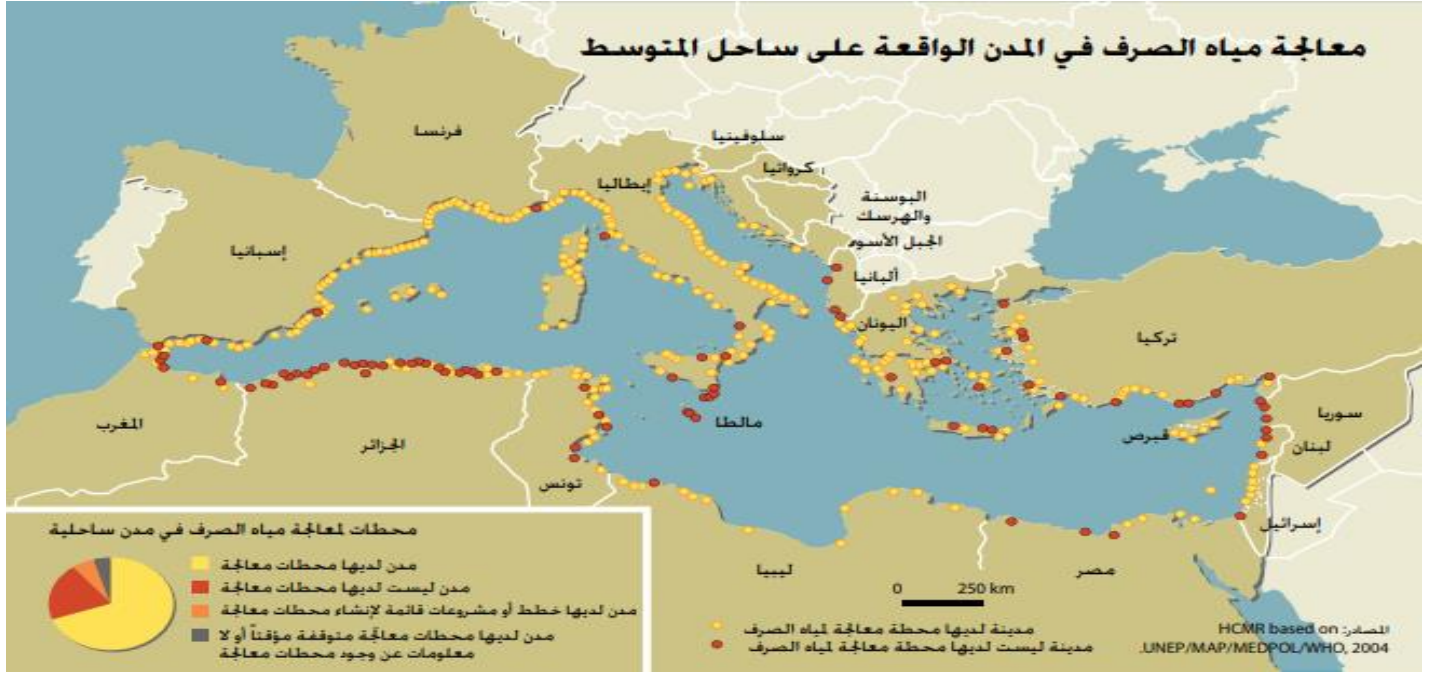 معالجة مياه الصرف في المدن الواقعة على ساحل المتوسط
فرنسا
سلوفينيا
كرواتيا
إيطاليا
البوسنة
والهرسك
الجبل الأسود
إسبانيا
ألبانيا
اليونان
تركيا
سوريا
المغرب
مالطا
قبرص
لبنان
الجزائر
تونس
إسرائيل
ليبيا
مصر
محطات لمعالجة مياه الصرف في مدن ساحلية
مدن لديها محطات معالجة
مدن ليست لديها محطات معالجة
مدن لديها خطط أو مشروعات قائمة لإنشاء محطات معالجة
مدن لديها محطات معالجة متوقفة مؤقتاً أو لا
معلومات عن وجود محطات معالجة
0 250 km
مدينة لديها محطة معالجة لمياه الصرف
مدينة ليست لديها محطة معالجة لمياه الصرف
المصادر: HCMR based on
UNEP/MAP/MEDPOL/WHO, 2004.